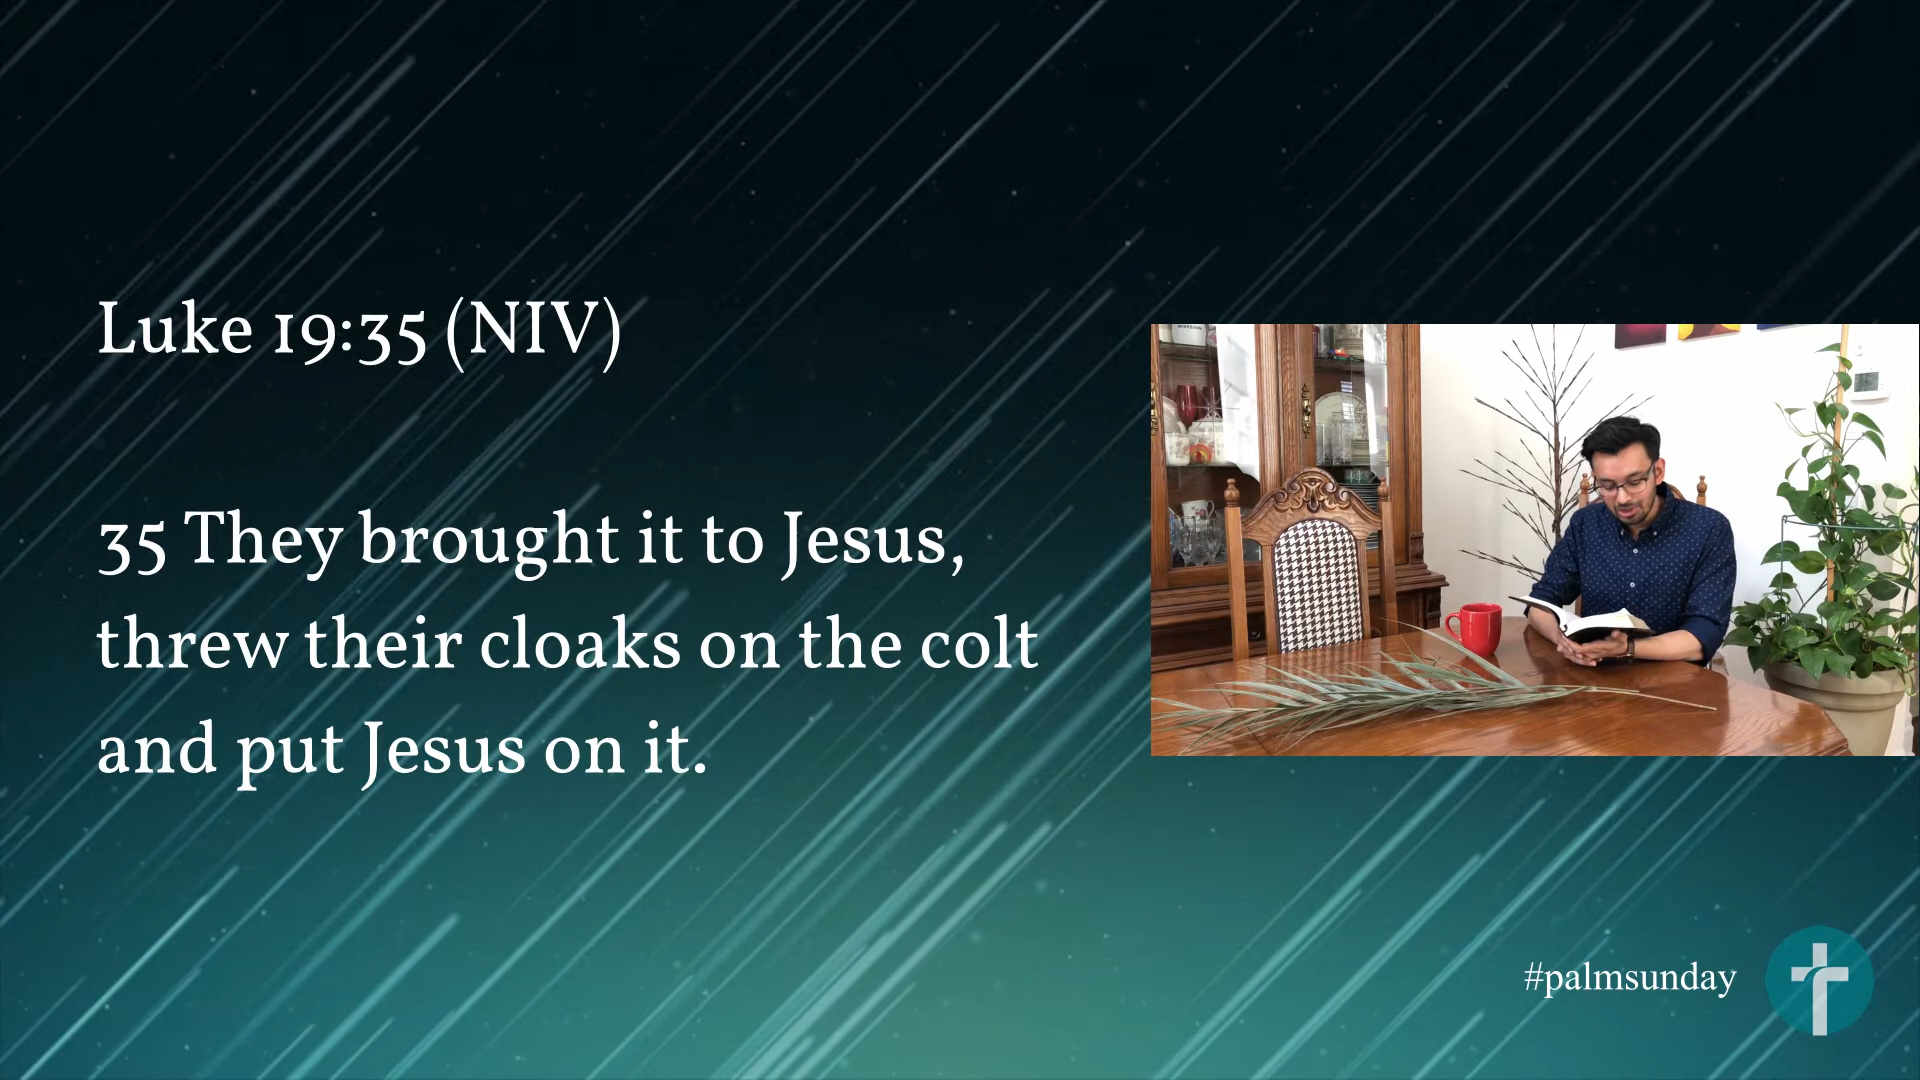 Luke 19:35 (NIV)
35 They brought it to Jesus,
threw their cloaks on the colt
and put Jesus on it.
#palmsunday